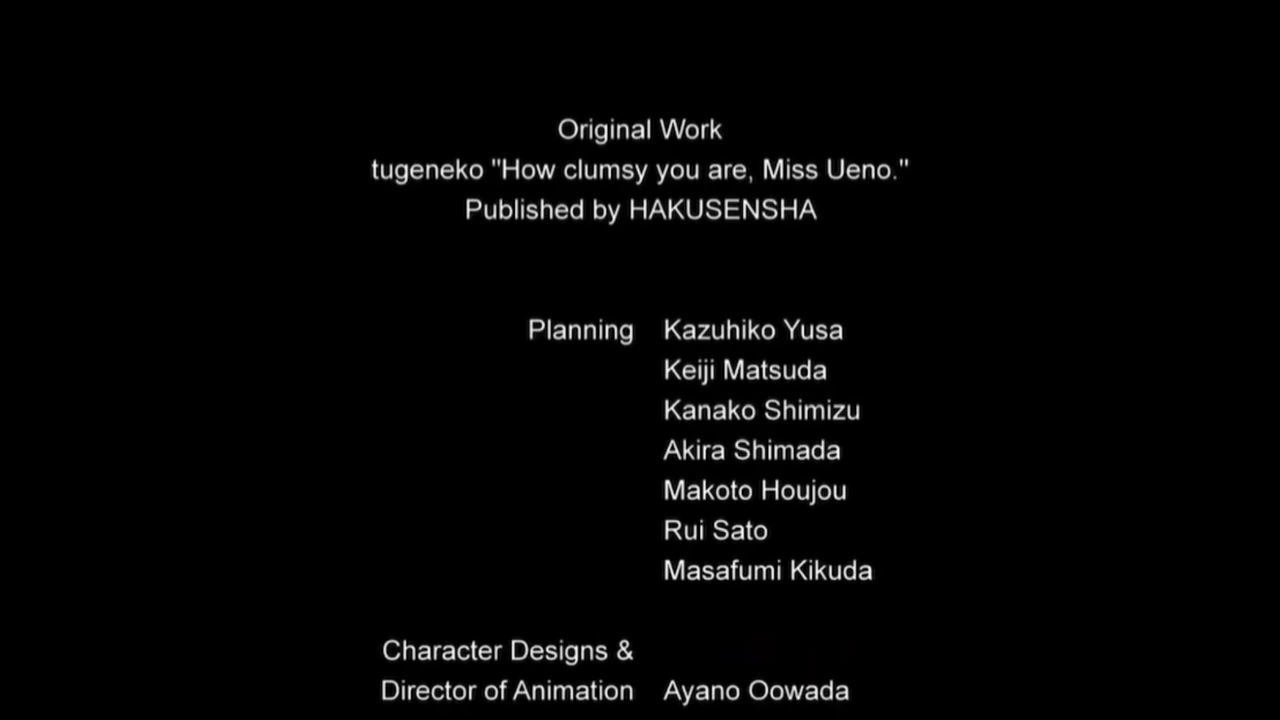 Original Work
tugeneko "How clumsy you are, Miss Ueno."
Published by HAKUSENSHA
Planning Kazuhiko Yusa
Keiji Matsuda
Kanako Shimizu
Akira Shimada
Makoto Houjou
Rui Sato
Masafumi Kikuda
Character Designs &
Director of Animation Ayano Oowada